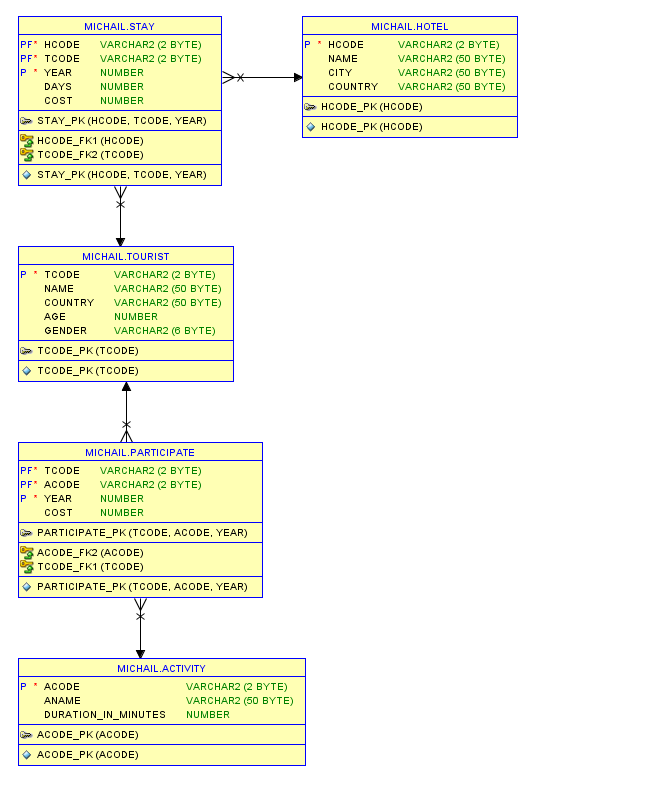 MICHAIL.STAY
PF* HCODE VARCHAR2 (2 BYTE)
PF* TCODE VARCHAR2 (2 BYTE)
P * YEAR NUMBER
DAYS NUMBER
COST NUMBER
STAY_PK (HCODE, TCODE, YEAR)
HCODE_FK1 (HCODE)
TCODE_FK2 (TCODE)
STAY_PK (HCODE, TCODE, YEAR)
MICHAIL.HOTEL
P * HCODE VARCHAR2 (2 BYTE)
NAME VARCHAR2 (50 BYTE)
CITY VARCHAR2 (50 BYTE)
COUNTRY VARCHAR2 (50 BYTE)
HCODE_PK (HCODE)
HCODE_PK (HCODE)
MICHAIL.TOURIST
P * TCODE VARCHAR2 (2 BYTE)
NAME VARCHAR2 (50 BYTE)
COUNTRY VARCHAR2 (50 BYTE)
AGE NUMBER
GENDER VARCHAR2 (6 BYTE)
TCODE_PK (TCODE)
TCODE_PK (TCODE)
MICHAIL.PARTICIPATE
PF* TCODE VARCHAR2 (2 BYTE)
PF* ACODE VARCHAR2 (2 BYTE)
P * YEAR NUMBER
COST NUMBER
PARTICIPATE_PK (TCODE, ACODE, YEAR)
ACODE_FK2 (ACODE)
TCODE_FK1 (TCODE)
PARTICIPATE_PK (TCODE, ACODE, YEAR)
MICHAIL.ACTIVITY
P * ACODE VARCHAR2 (2 BYTE)
ANAME VARCHAR2 (50 BYTE)
DURATION_IN_MINUTES NUMBER
ACODE_PK (ACODE)
ACODE_PK (ACODE)